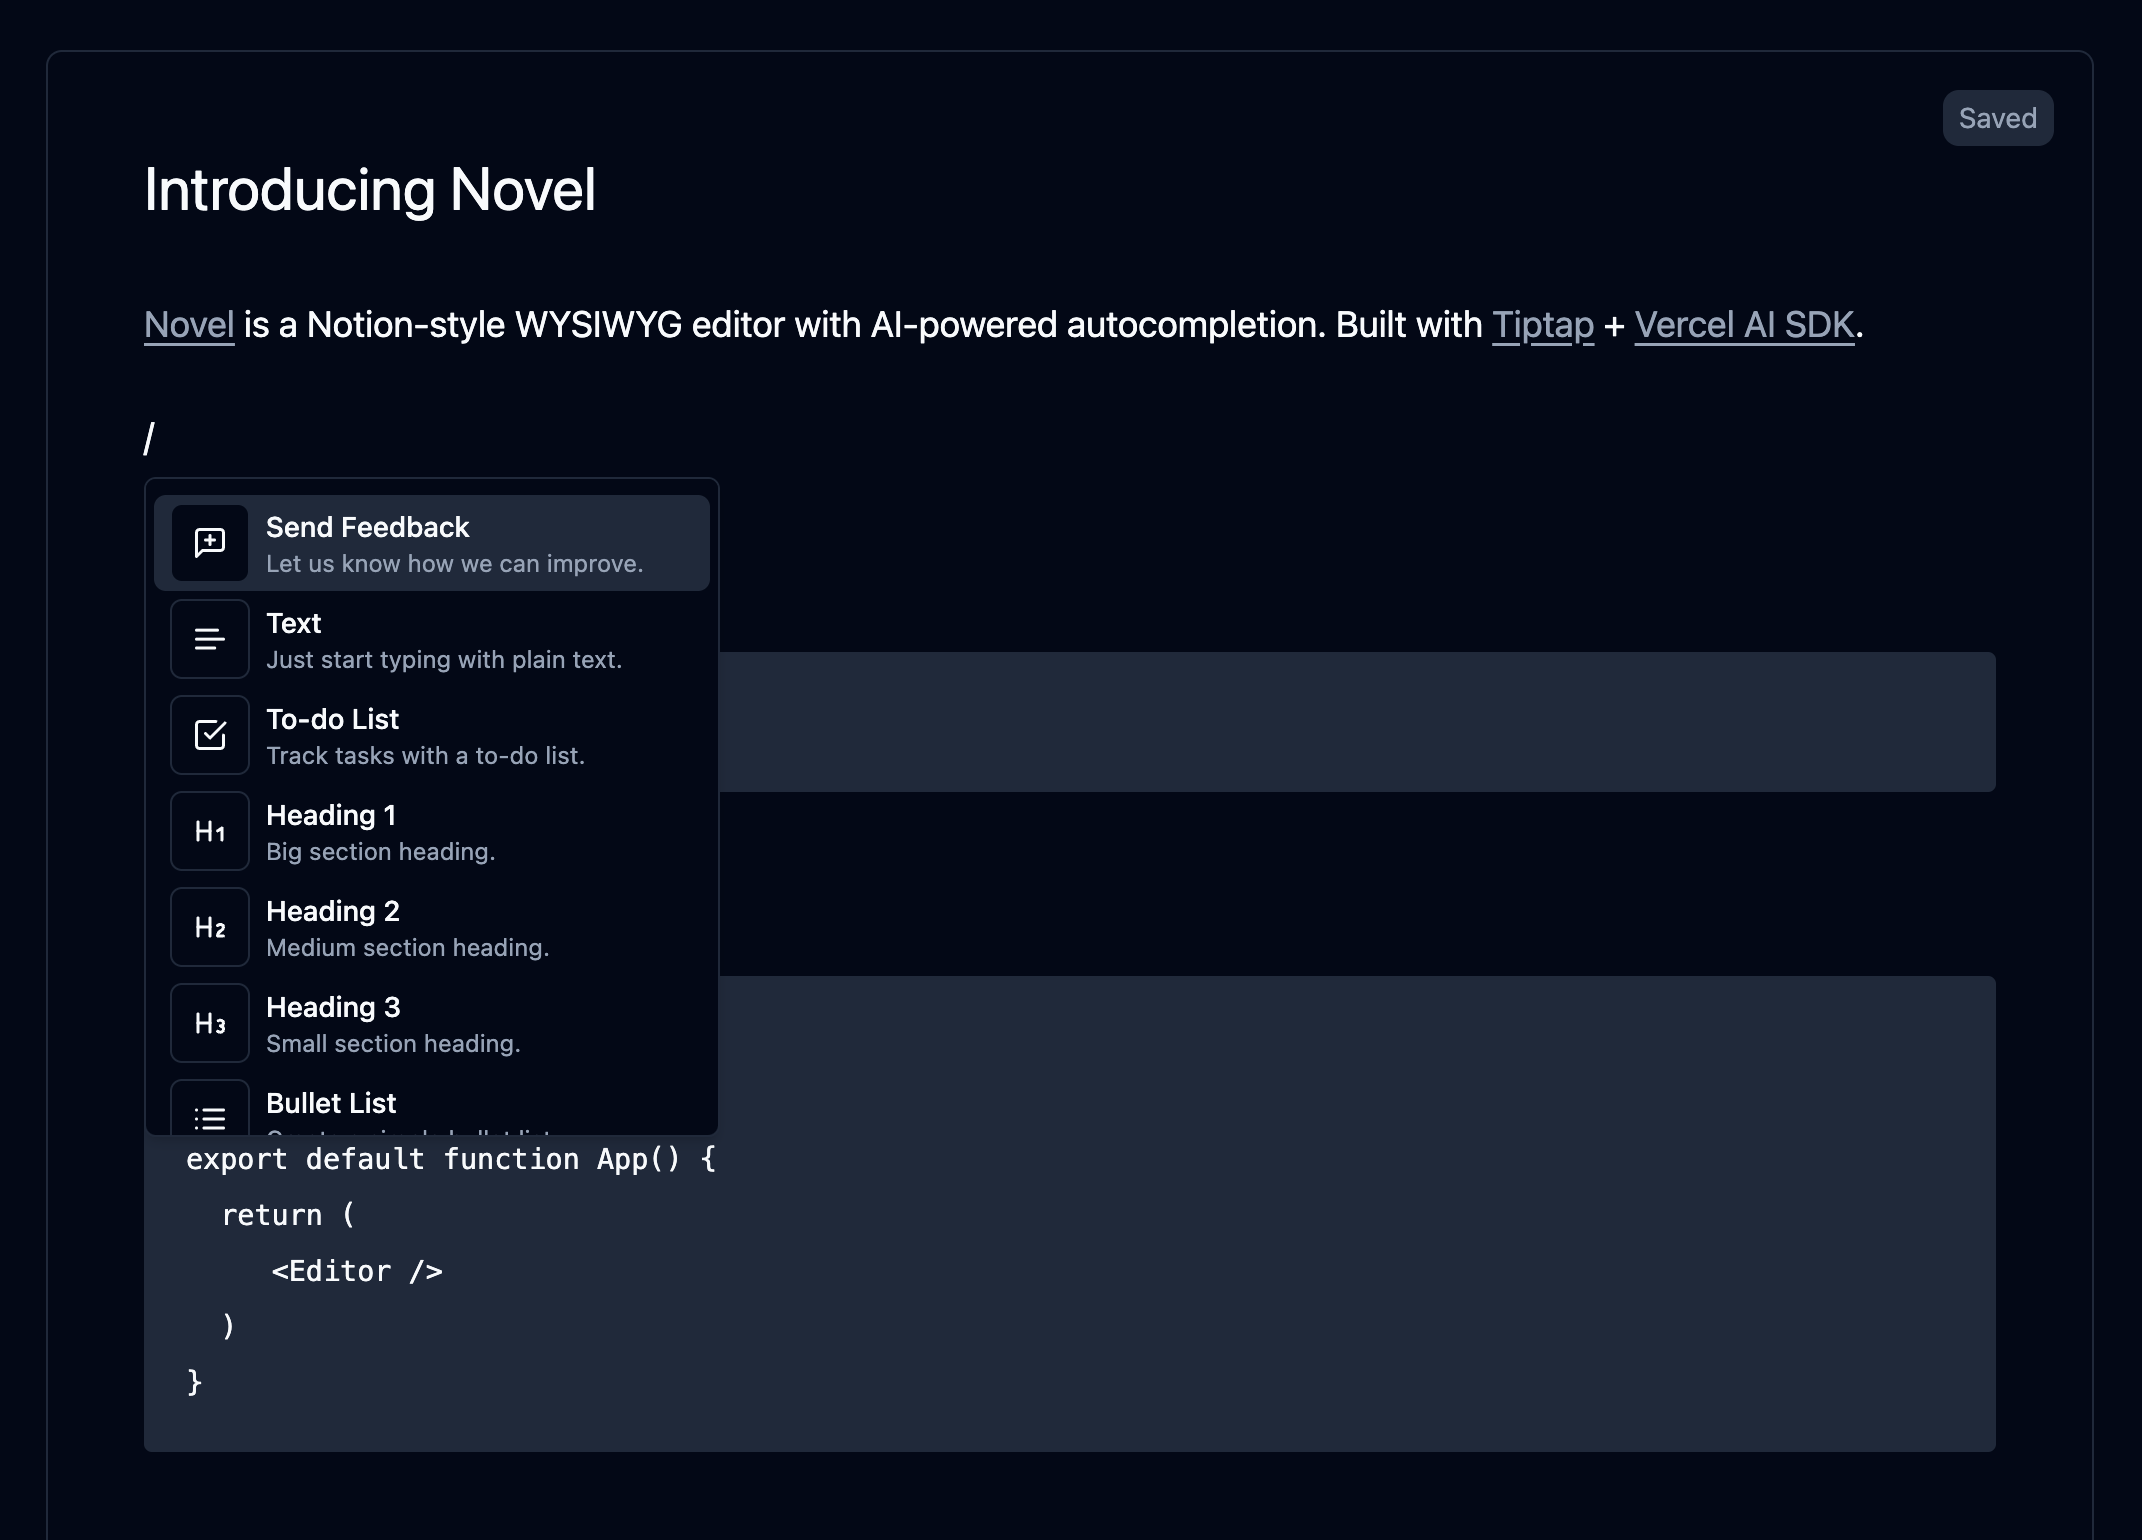 Saved
Introducing Novel
Novel is a Notion-style WYSIWYG editor with AI-powered autocompletion. Built with Tiptap + Vercel AI SDK.
/
Send Feedback
Let us know how we can improve.
Text
Just start typing with plain text.
To-do List
Track tasks with a to-do list.
H1
Heading 1
Big section heading.
H2
Heading 2
Medium section heading.
H3
Heading 3
Small section heading.
Bullet List
export default function App() {
  return (
     <Editor />
  )
}